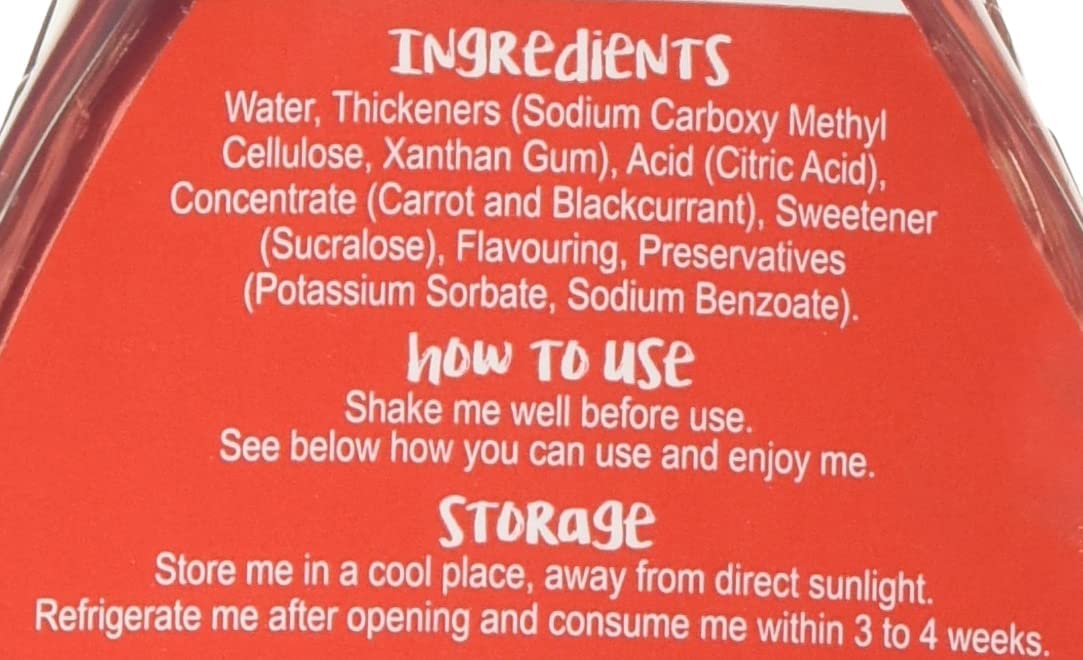 INgRedieNTS
Water, Thickeners (Sodium Carboxy Methyl
Cellulose, Xanthan Gum), Acid (Citric Acid),
Concentrate (Carrot and Blackcurrant), Sweetener
(Sucralose), Flavouring, Preservatives
(Potassium Sorbate, Sodium Benzoate).
how TO use
Shake me well before use.
See below how you can use and enjoy me.
STORage
Store me in a cool place, away from direct sunlight.
Refrigerate me after opening and consume me within 3 to 4 weeks.